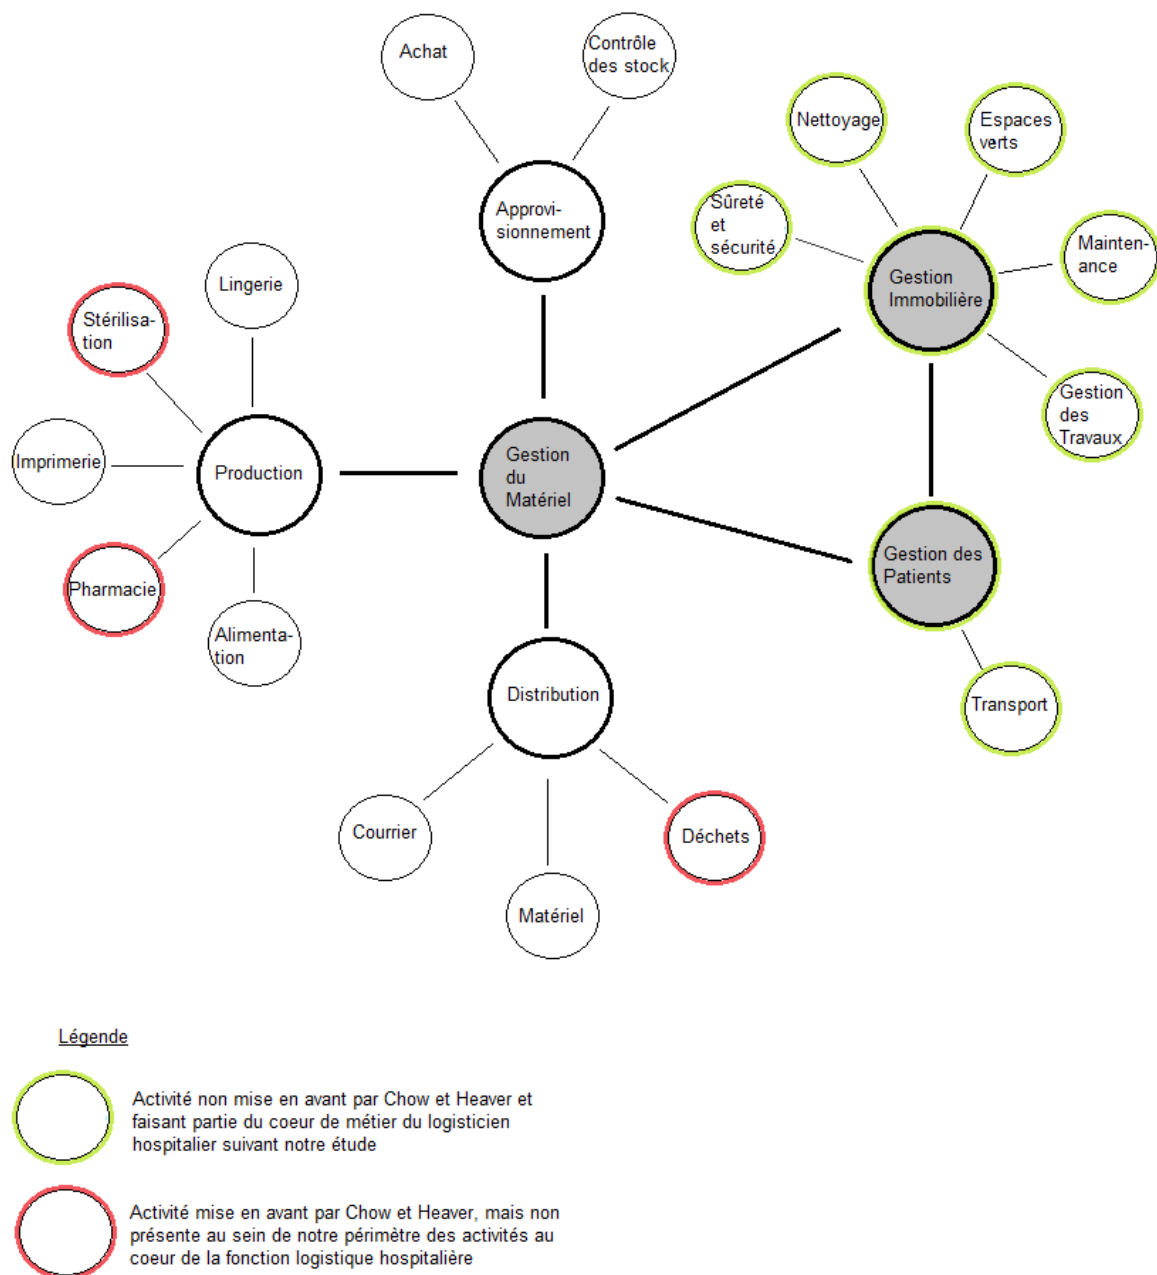 Achat
Contrôle
des stock
Nettoyage
Espaces
verts
Approvi-
sionnement
Sûreté
et
sécurité
Mainten-
ance
Gestion
Immobilière
Lingerie
Stérilisa-
tion
Gestion
des
Travaux
Imprimerie
Production
Gestion
du
Matériel
Pharmacie
Gestion des
Patients
Alimenta-
tion
Distribution
Transport
Courrier
Déchets
Matériel
Légende
Activité non mise en avant par Chow et Heaver et
faisant partie du coeur de métier du logisticien
hospitalier suivant notre étude
Activité mise en avant par Chow et Heaver, mais non
présente au sein de notre périmètre des activités au
coeur de la fonction logistique hospitalière